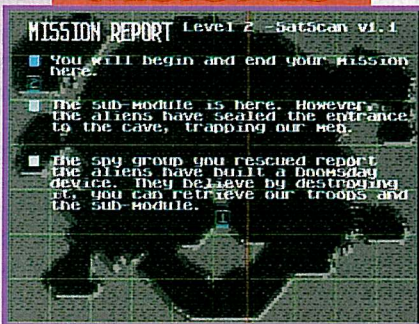 MISSION REPORT Level 2 -SatScan v1.1
You will begin and end your mission
here.
2
The sub-module is here. However,
the aliens have sealed the entrance
to the cave, trapping our men.
The spy group you rescued report
the aliens have built a Doomsday
device. They believe by destroying
it, you can retrieve our troops and
the sub-module.
1